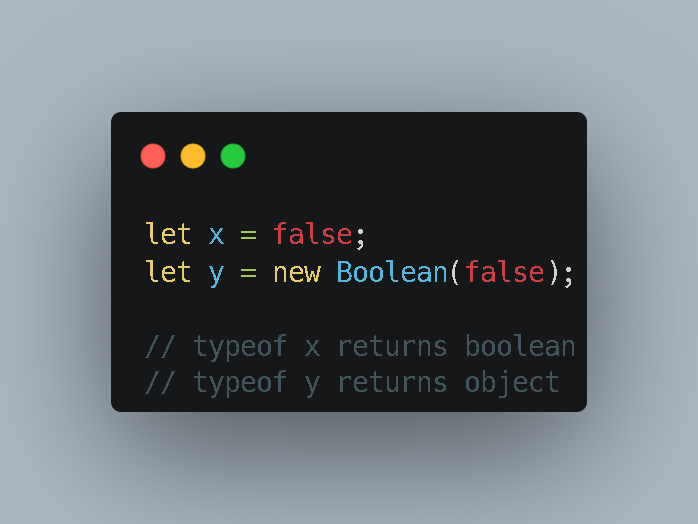 let x = false;
let y = new Boolean(false);
// typeof x returns boolean
// typeof y returns object